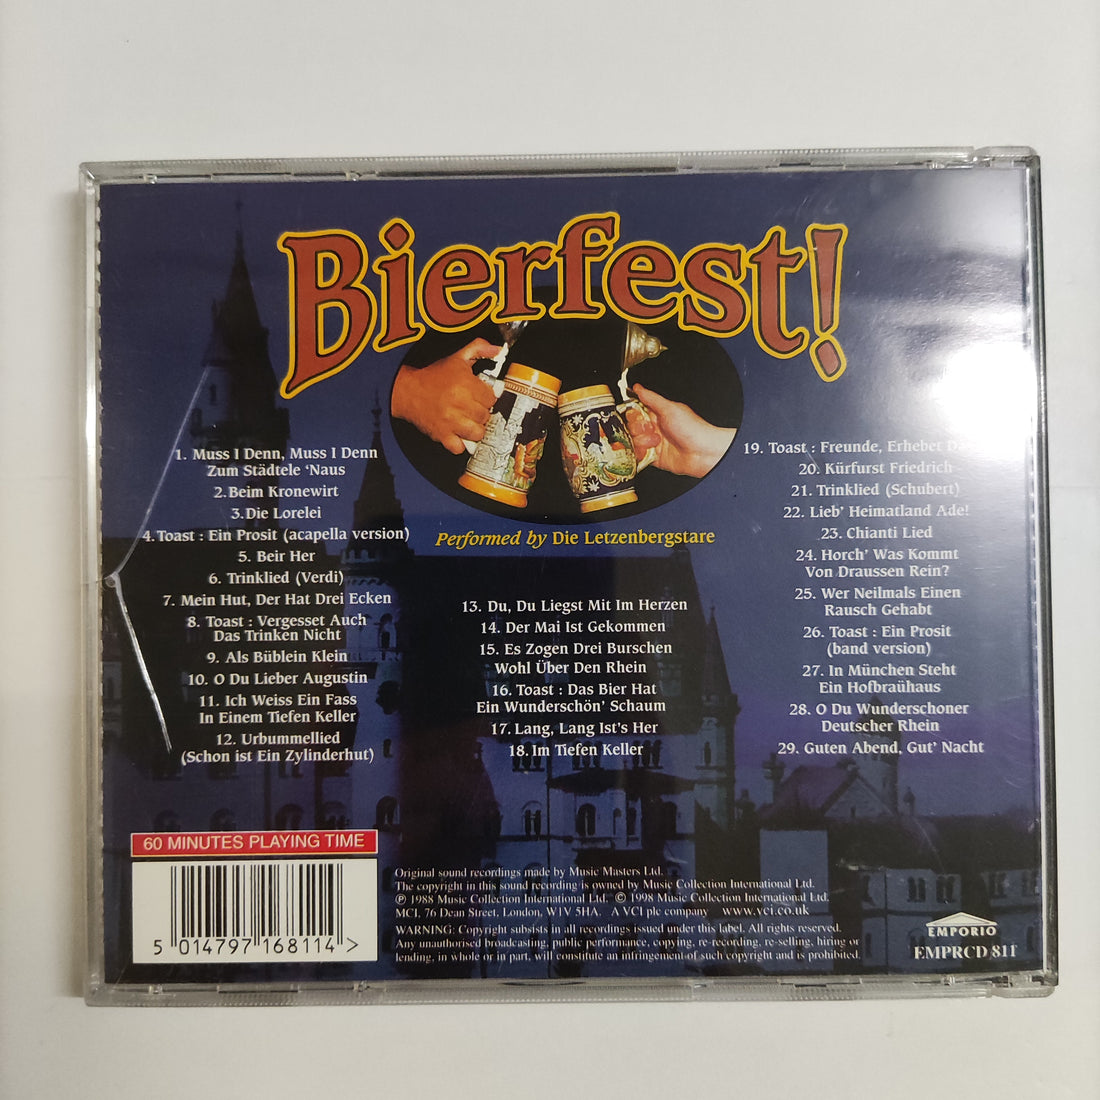 Bierfest!
Performed by Die Letzenbergstare
1. Muss I Denn, Muss I Denn
Zum Städtele ‘Naus
2. Beim Kronewirt
3. Die Lorelei
4. Toast : Ein Prosit (acapella version)
5. Beir Her
6. Trinklied (Verdi)
7. Mein Hut, Der Hat Drei Ecken
8. Toast : Vergesset Auch
Das Trinken Nicht
9. Als Büblein Klein
10. O Du Lieber Augustin
11. Ich Weiss Ein Fass
In Einem Tiefen Keller
12. Urbummellied
(Schon ist Ein Zylinderhut)
13. Du, Du Liegst Mit Im Herzen
14. Der Mai Ist Gekommen
15. Es Zogen Drei Burschen
Wohl Über Den Rhein
16. Toast : Das Bier Hat
Ein Wunderschön’ Schaum
17. Lang, Lang Ist's Her
18. Im Tiefen Keller
19. Toast : Freunde, Erhebet
20. Kürfurst Friedrich
21. Trinklied (Schubert)
22. Lieb’ Heimatland Ade!
23. Chianti Lied
24. Horch’ Was Kommt
Von Draussen Rein?
25. Wer Neilmals Einen
Rausch Gehabt
26. Toast : Ein Prosit
(band version)
27. In München Steht
Ein Hofbraühaus
28. O Du Wunderschoner
Deutscher Rhein
29. Guten Abend, Gut’ Nacht
60 MINUTES PLAYING TIME
5 014797 168114 >
Original sound recordings made by Music Masters Ltd.
The copyright in this sound recording is owned by Music Collection International Ltd.
℗ 1988 Music Collection International Ltd. © 1998 Music Collection International Ltd.
MCI, 76 Dean Street, London, W1V 5HA. A VCI plc company www.vci.co.uk
WARNING: Copyright subsists in all recordings issued under this label. All rights reserved.
Any unauthorised broadcasting, public performance, copying, re-recording, re-selling, hiring or
lending, in whole or in part, will constitute an infringement of such copyright and is prohibited.
EMPORIO
EMPRCD 811